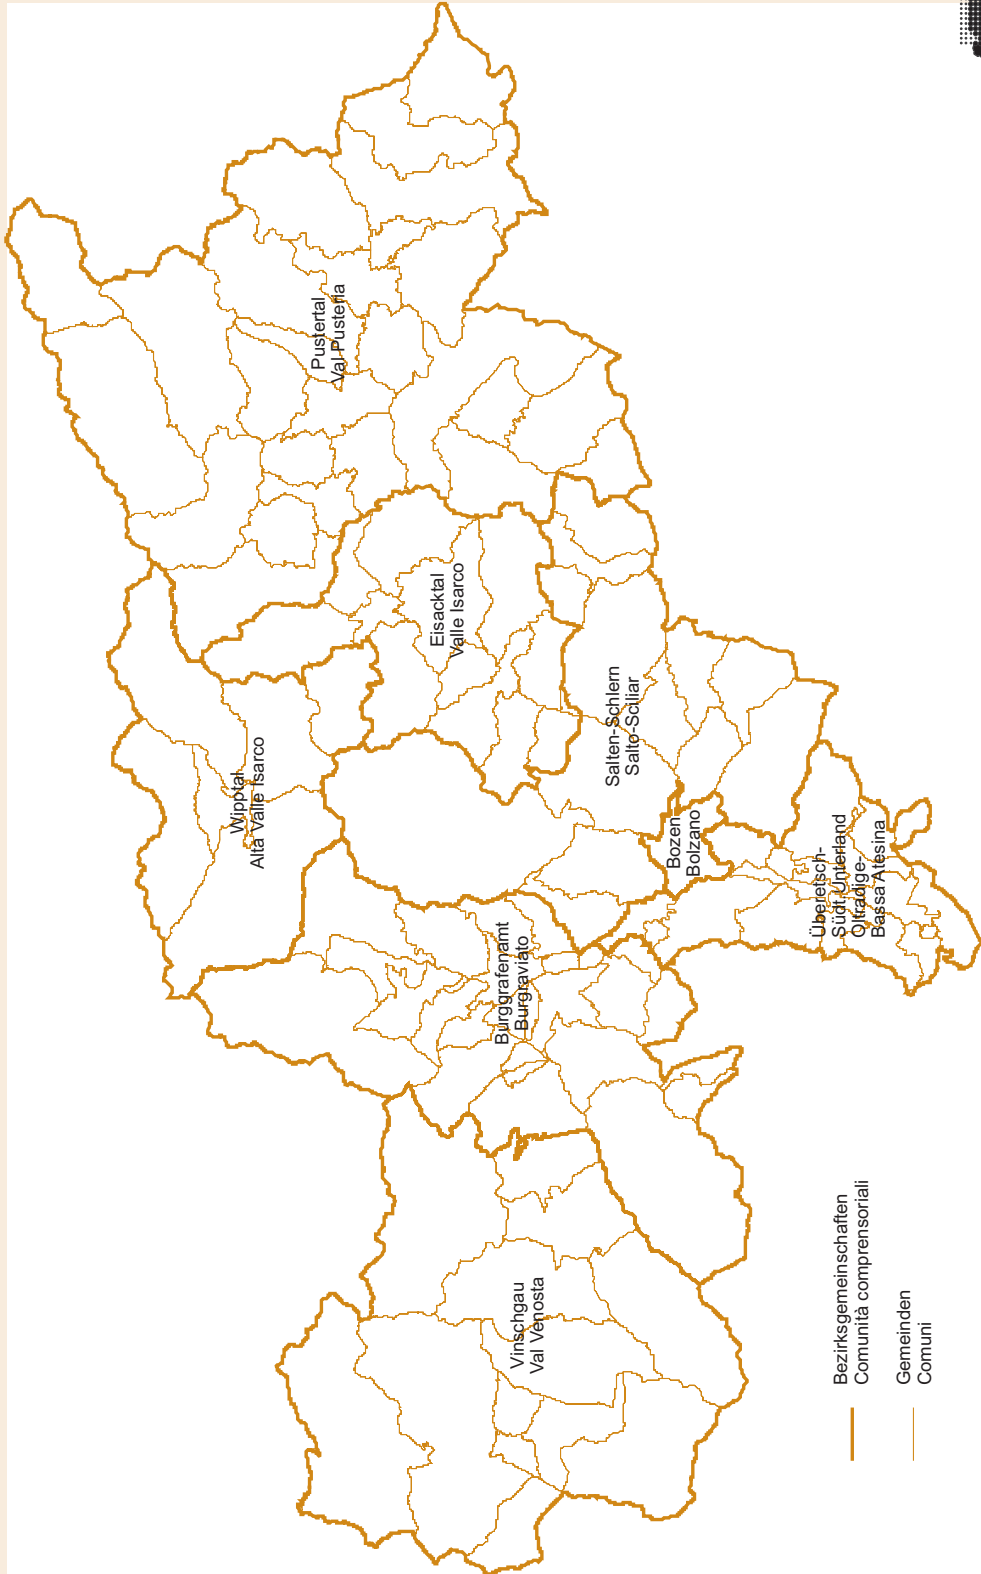 Wipptal
Alta Valle Isarco
Pustertal
Val Pusteria
Eisacktal
Valle Isarco
Burggrafenamt
Burgraviato
Vinschgau
Val Venosta
Salten-Schlern
Salto-Sciliar
Bozen
Bolzano
Überetsch-
Südt. Unterland
Oltradige-
Bassa Atesina
Bezirksgemeinschaften
Comunità comprensoriali
Gemeinden
Comuni